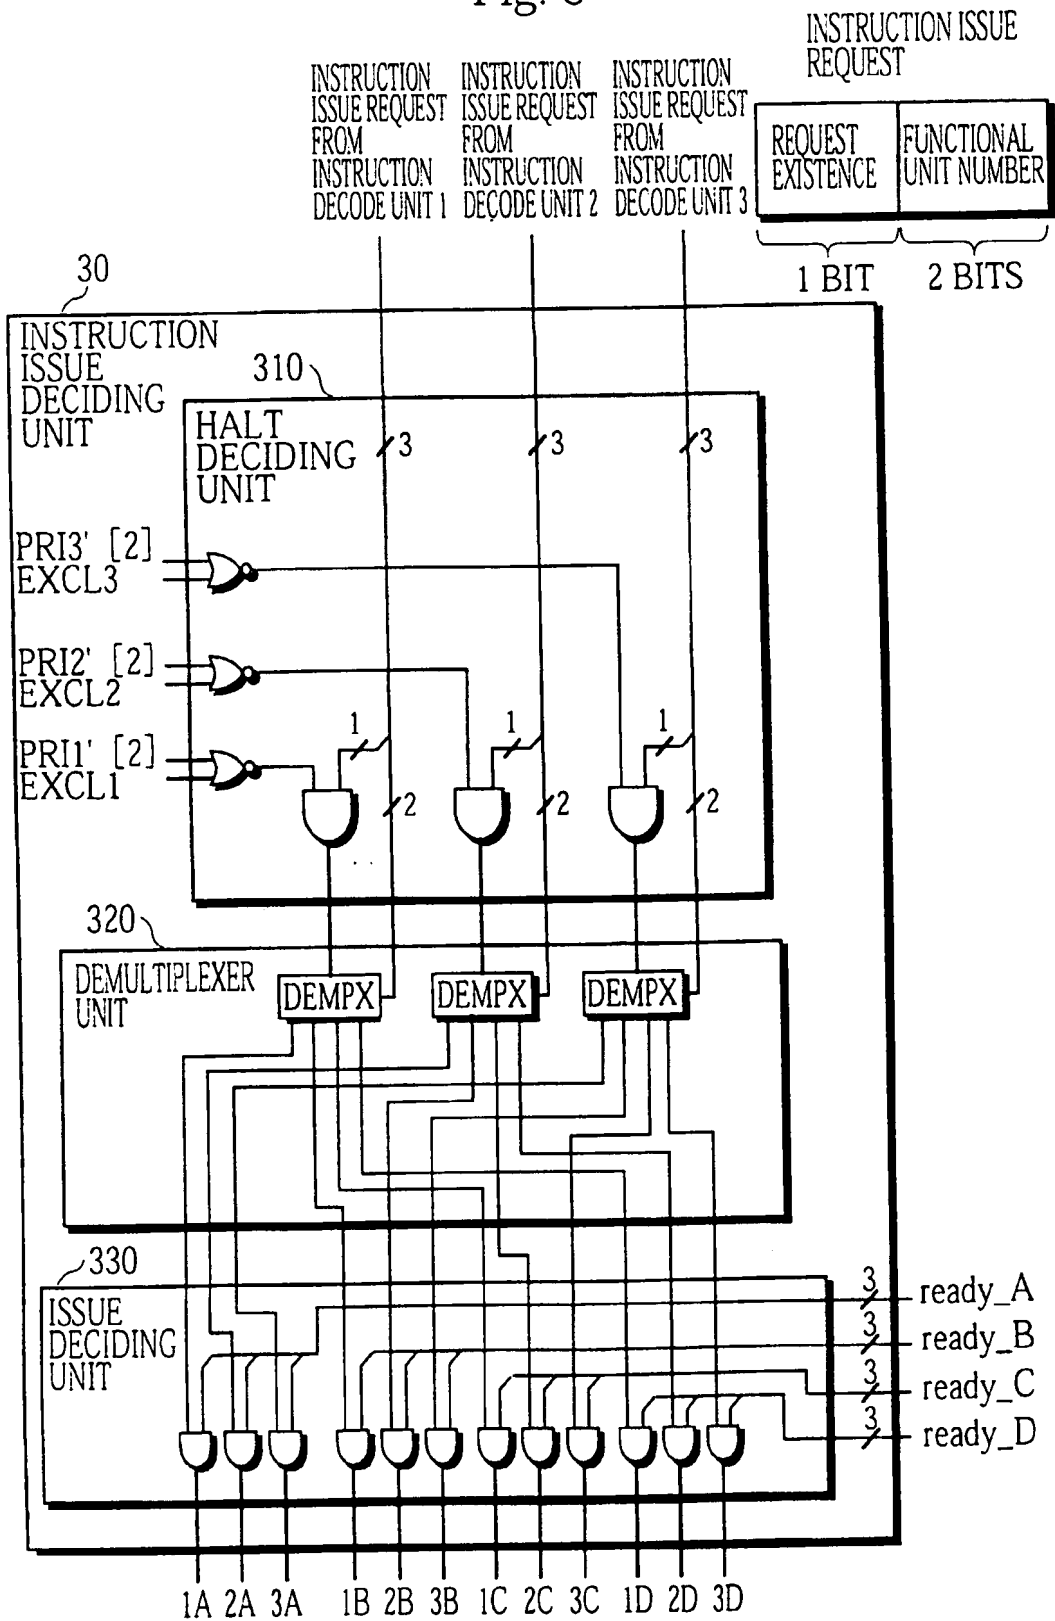 INSTRUCTION ISSUE
REQUEST
INSTRUCTION
ISSUE REQUEST
FROM
INSTRUCTION
DECODE UNIT 1
INSTRUCTION
ISSUE REQUEST
FROM
INSTRUCTION
DECODE UNIT 2
INSTRUCTION
ISSUE REQUEST
FROM
INSTRUCTION
DECODE UNIT 3
REQUEST
EXISTENCE
FUNCTIONAL
UNIT NUMBER
1 BIT
2 BITS
30
INSTRUCTION
ISSUE
DECIDING
UNIT
310
HALT
DECIDING
UNIT
3
3
3
PRI3' [2]
EXCL3
PRI2' [2]
EXCL2
PRI1' [2]
EXCL1
1
1
1
2
2
2
320
DEMULTIPLEXER
UNIT
DEMPX
DEMPX
DEMPX
330
ISSUE
DECIDING
UNIT
3
ready_A
3
ready_B
3
ready_C
3
ready_D
1A 2A 3A 1B 2B 3B 1C 2C 3C 1D 2D 3D